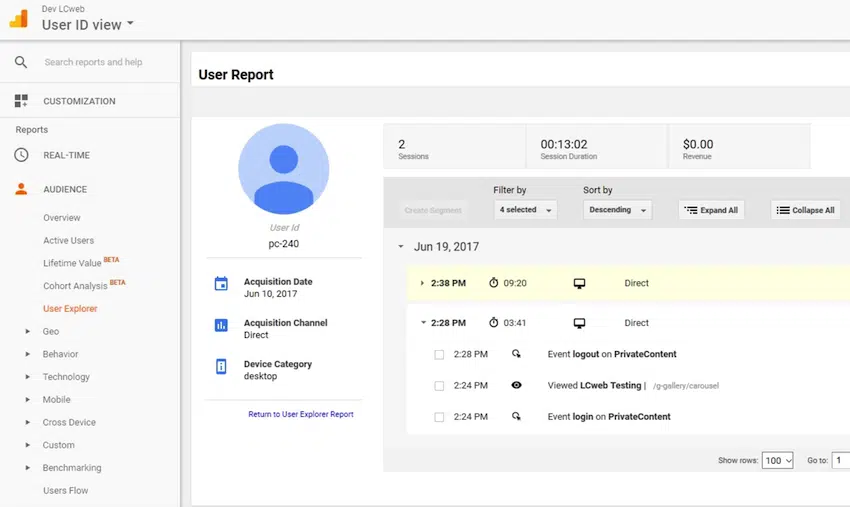 Dev LCweb
User ID view
Search reports and help
CUSTOMIZATION
Reports
REAL-TIME
AUDIENCE
Overview
Active Users
Lifetime Value BETA
Cohort Analysis BETA
User Explorer
Geo
Behavior
Technology
Mobile
Cross Device
Custom
Benchmarking
Users Flow
User Report
User Id
pc-240
Acquisition Date
Jun 10, 2017
Acquisition Channel
Direct
Device Category
desktop
Return to User Explorer Report
2 00:13:02 $0.00
Sessions Session Duration Revenue
Filter by Sort by
Create Segment 4 selected Descending Expand All Collapse All
Jun 19, 2017
2:38 PM 09:20 Direct
2:28 PM 03:41 Direct
2:28 PM Event logout on PrivateContent
2:24 PM Viewed LCweb Testing | /g-gallery/carousel
2:24 PM Event login on PrivateContent
Show rows: 100 Go to: 1